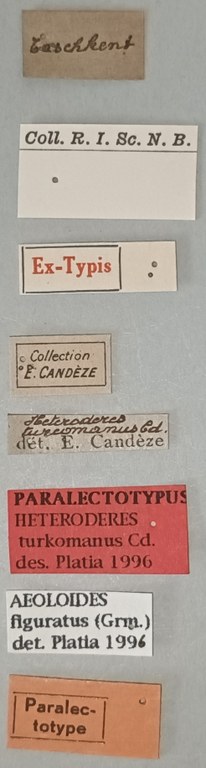 Taschkent
Coll. R. I. Sc. N. B.
Ex-Typis
Collection
E. CANDÈZE
Heteroderes
turcomanus Cd.
det. E. Candèze
PARALECTOTYPUS
HETERODERES
turkomanus Cd.
des. Platia 1996
AEOLOIDES
figuratus (Grm.)
det. Platia 1996
Paralec-
totype